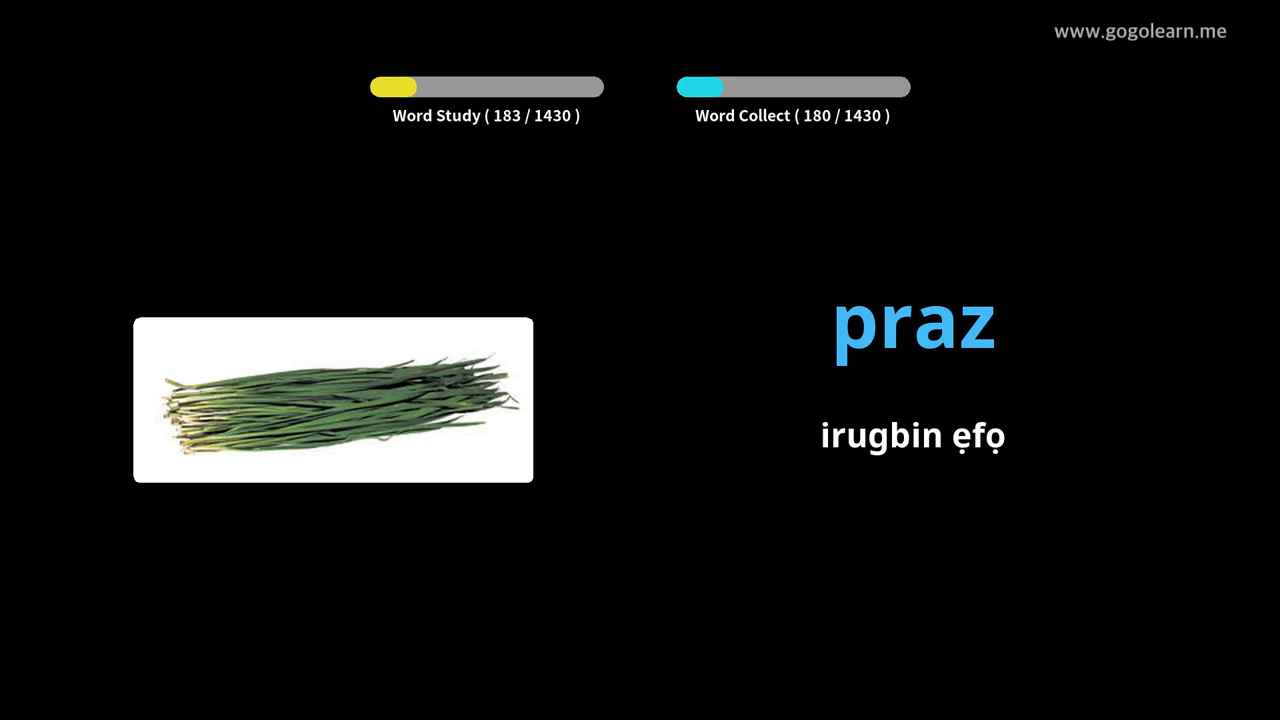 www.gogolearn.me
Word Study ( 183 / 1430 )
Word Collect ( 180 / 1430 )
praz
irugbin ẹfọ